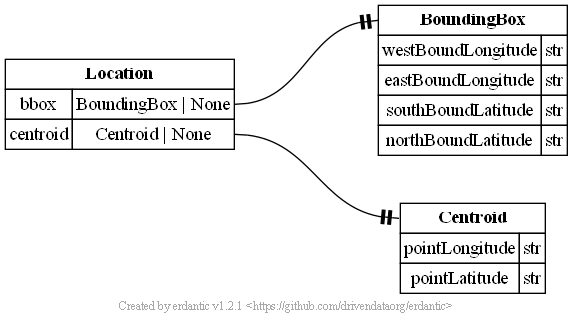 Location
bbox BoundingBox | None
centroid Centroid | None
BoundingBox
westBoundLongitude str
eastBoundLongitude str
southBoundLatitude str
northBoundLatitude str
Centroid
pointLongitude str
pointLatitude str
Created by erdantic v1.2.1 <https://github.com/drivendataorg/erdantic>